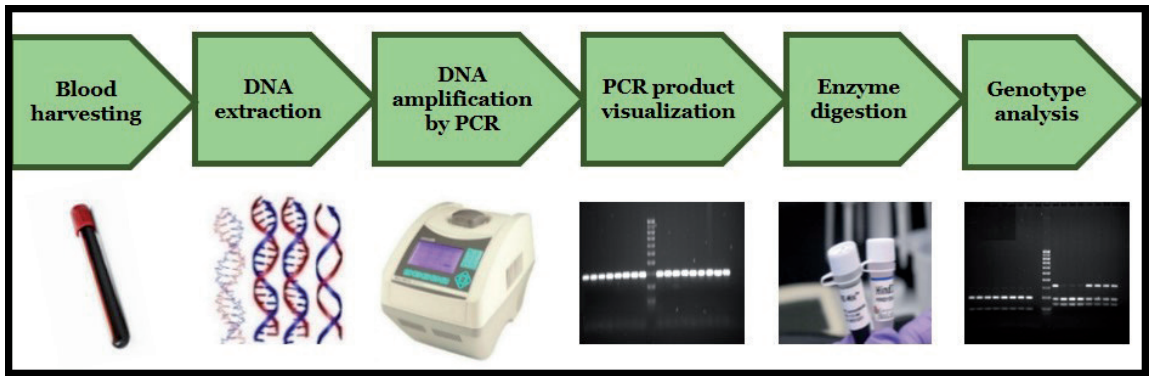 Blood
harvesting
DNA
extraction
DNA
amplification
by PCR
PCR product
visualization
Enzyme
digestion
Genotype
analysis